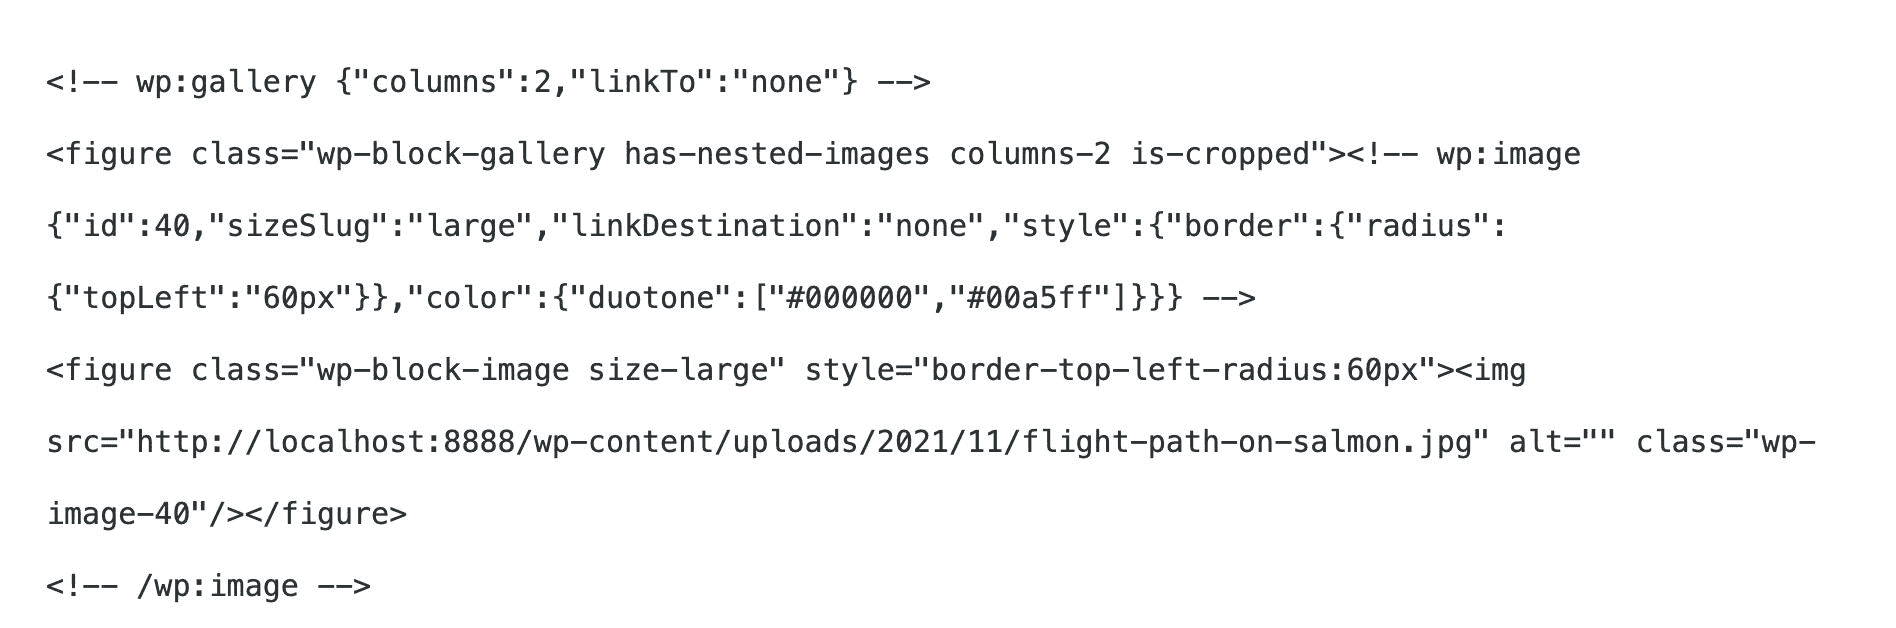 <!-- wp:gallery {"columns":2,"linkTo":"none"} -->
<figure class="wp-block-gallery has-nested-images columns-2 is-cropped"><!-- wp:image
{"id":40,"sizeSlug":"large","linkDestination":"none","style":{"border":{"radius":
{"topLeft":"60px"}},"color":{"duotone":["#000000","#00a5ff"]}}} -->
<figure class="wp-block-image size-large" style="border-top-left-radius:60px"><img
src="http://localhost:8888/wp-content/uploads/2021/11/flight-path-on-salmon.jpg" alt="" class="wp-
image-40"/></figure>
<!-- /wp:image -->